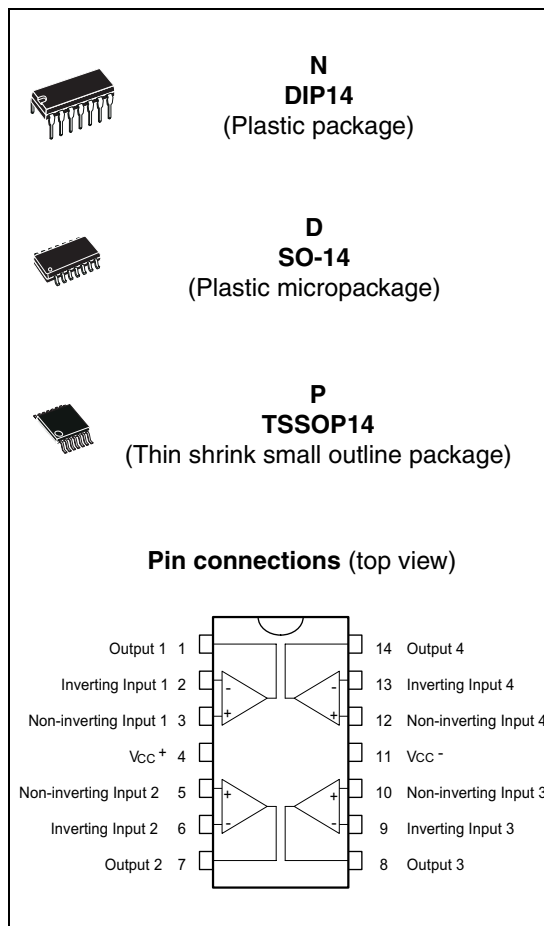 N
DIP14
(Plastic package)
D
SO-14
(Plastic micropackage)
P
TSSOP14
(Thin shrink small outline package)
Pin connections (top view)
Output 1 1 14 Output 4
Inverting Input 1 2 - - 13 Inverting Input 4
Non-inverting Input 1 3 + + 12 Non-inverting Input 4
VCC + 4 11 VCC -
Non-inverting Input 2 5 + + 10 Non-inverting Input 3
Inverting Input 2 6 - - 9 Inverting Input 3
Output 2 7 8 Output 3